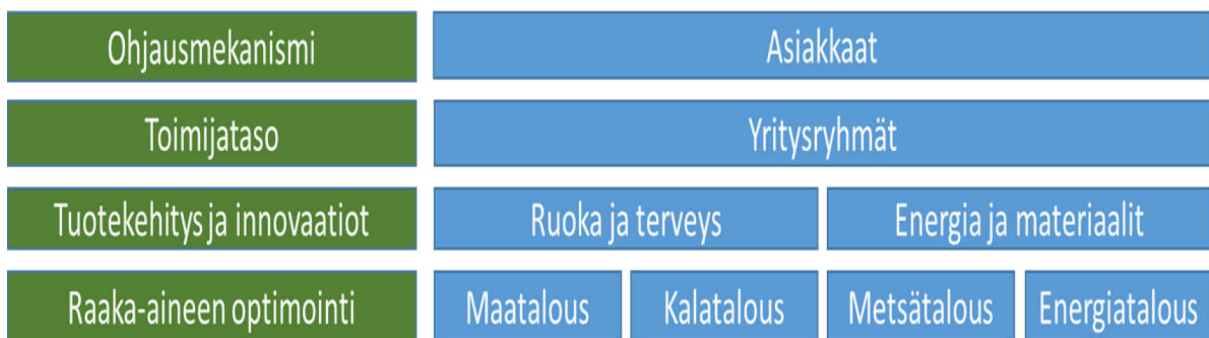 Ohjausmekanismi
Asiakkaat
Toimijataso
Yritysryhmät
Tuotekehitys ja innovaatiot
Ruoka ja terveys
Energia ja materiaalit
Raaka-aineen optimointi
Maatalous
Kalatalous
Metsätalous
Energiatalous